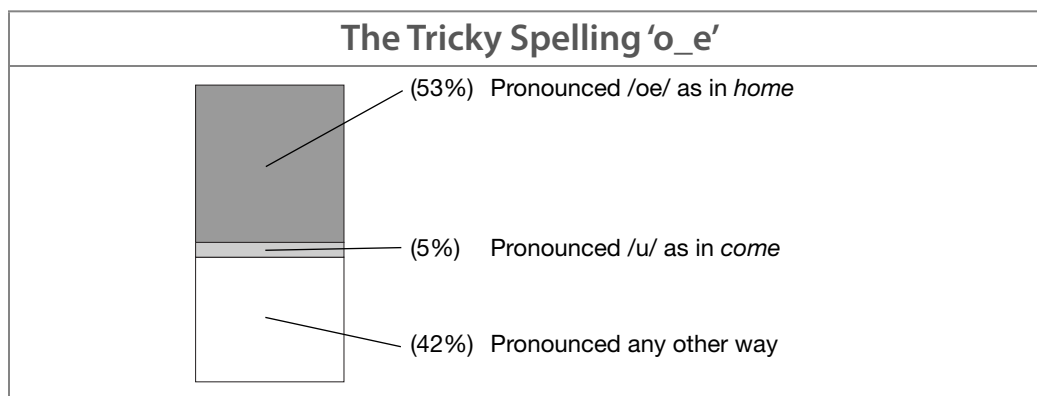 The Tricky Spelling ‘o_e’
(53%) Pronounced /oe/ as in home
(5%) Pronounced /u/ as in come
(42%) Pronounced any other way